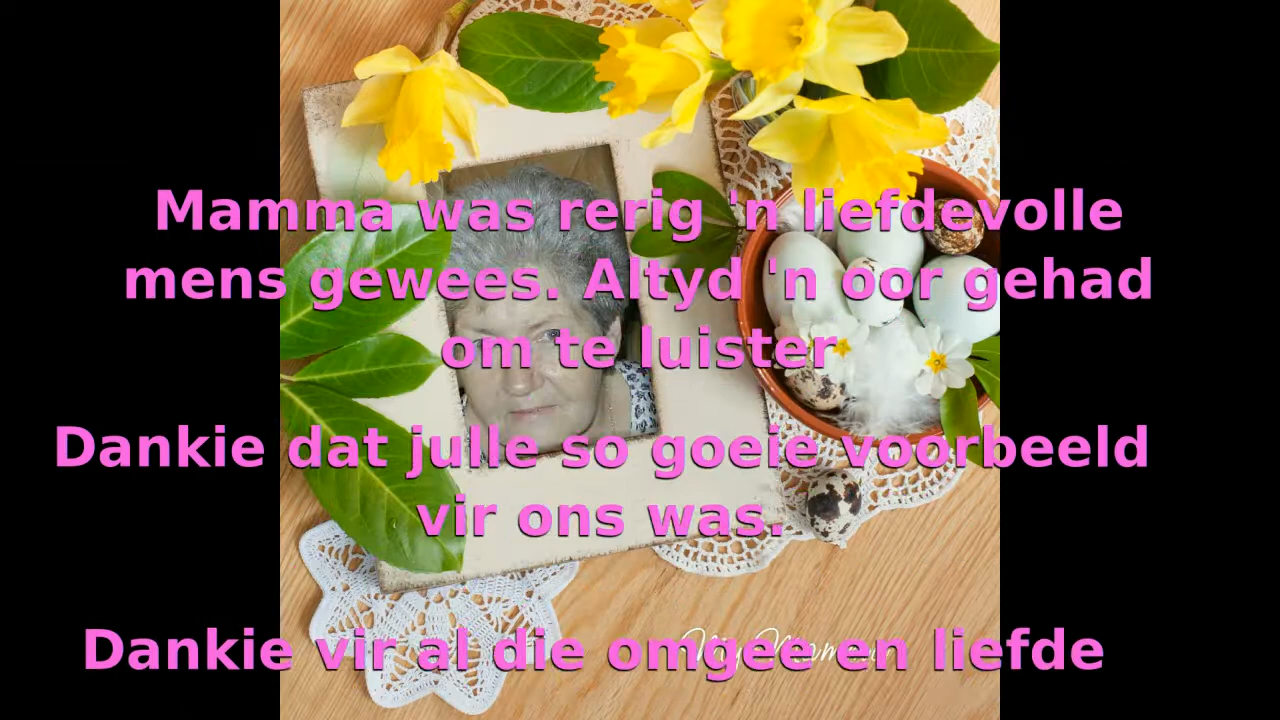 Mamma was rerig 'n liefdevolle
mens gewees. Altyd 'n oor gehad
om te luister
Dankie dat julle so goeie voorbeeld
vir ons was.
Dankie vir al die omgee en liefde